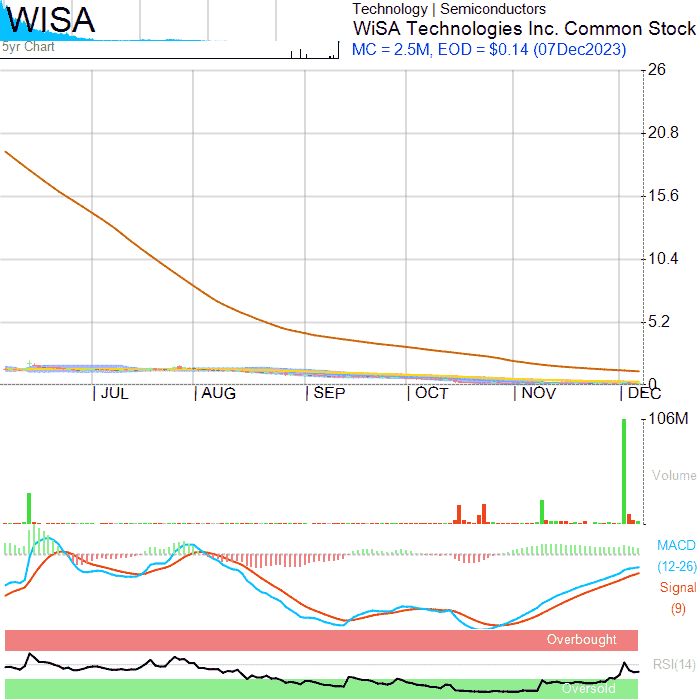 WISA
5yr Chart
Technology | Semiconductors
WiSA Technologies Inc. Common Stock
MC = 2.5M, EOD = $0.14 (07Dec2023)
26
20.8
15.6
10.4
5.2
0
JUL AUG SEP OCT NOV DEC
106M
Volume
MACD
(12-26)
Signal
(9)
Overbought
RSI(14)
Oversold